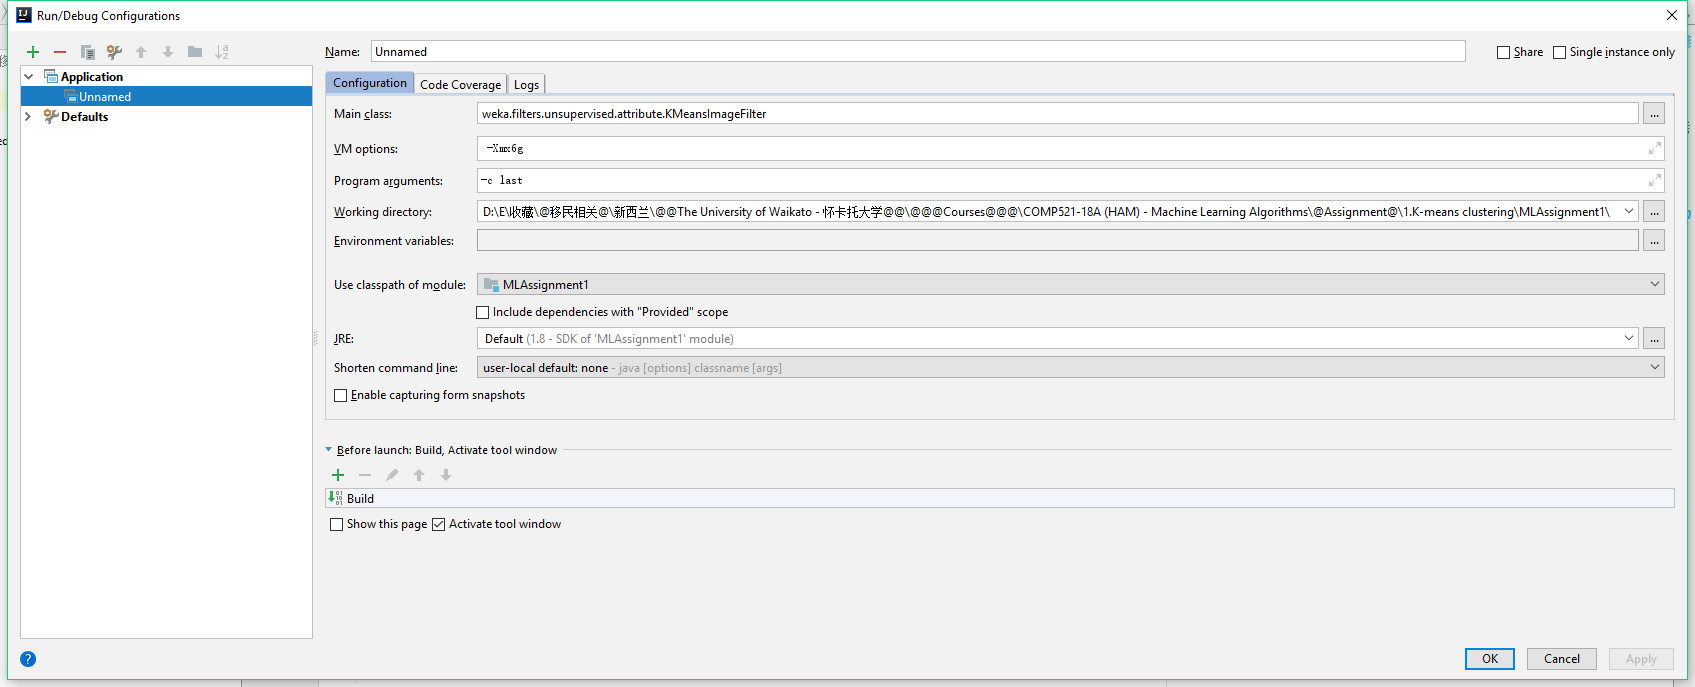 Run/Debug Configurations
Name: Unnamed
Share
Single instance only
Application
Unnamed
Defaults
Configuration
Code Coverage
Logs
Main class: weka.filters.unsupervised.attribute.KMeansImageFilter ...
VM options: -Xmx6g
Program arguments: -c last
Working directory: D:\E\收藏\@移民相关@\新西兰\@@The University of Waikato - 怀卡托大学@@\@@@Courses@@@\COMP521-18A (HAM) - Machine Learning Algorithms\@Assignment@\1.K-means clustering\MLAssignment1\ ...
Environment variables: ...
Use classpath of module: MLAssignment1
Include dependencies with "Provided" scope
JRE: Default (1.8 - SDK of 'MLAssignment1' module) ...
Shorten command line: user-local default: none - java [options] classname [args]
Enable capturing form snapshots
Before launch: Build, Activate tool window
Build
Show this page
Activate tool window
?
OK
Cancel
Apply